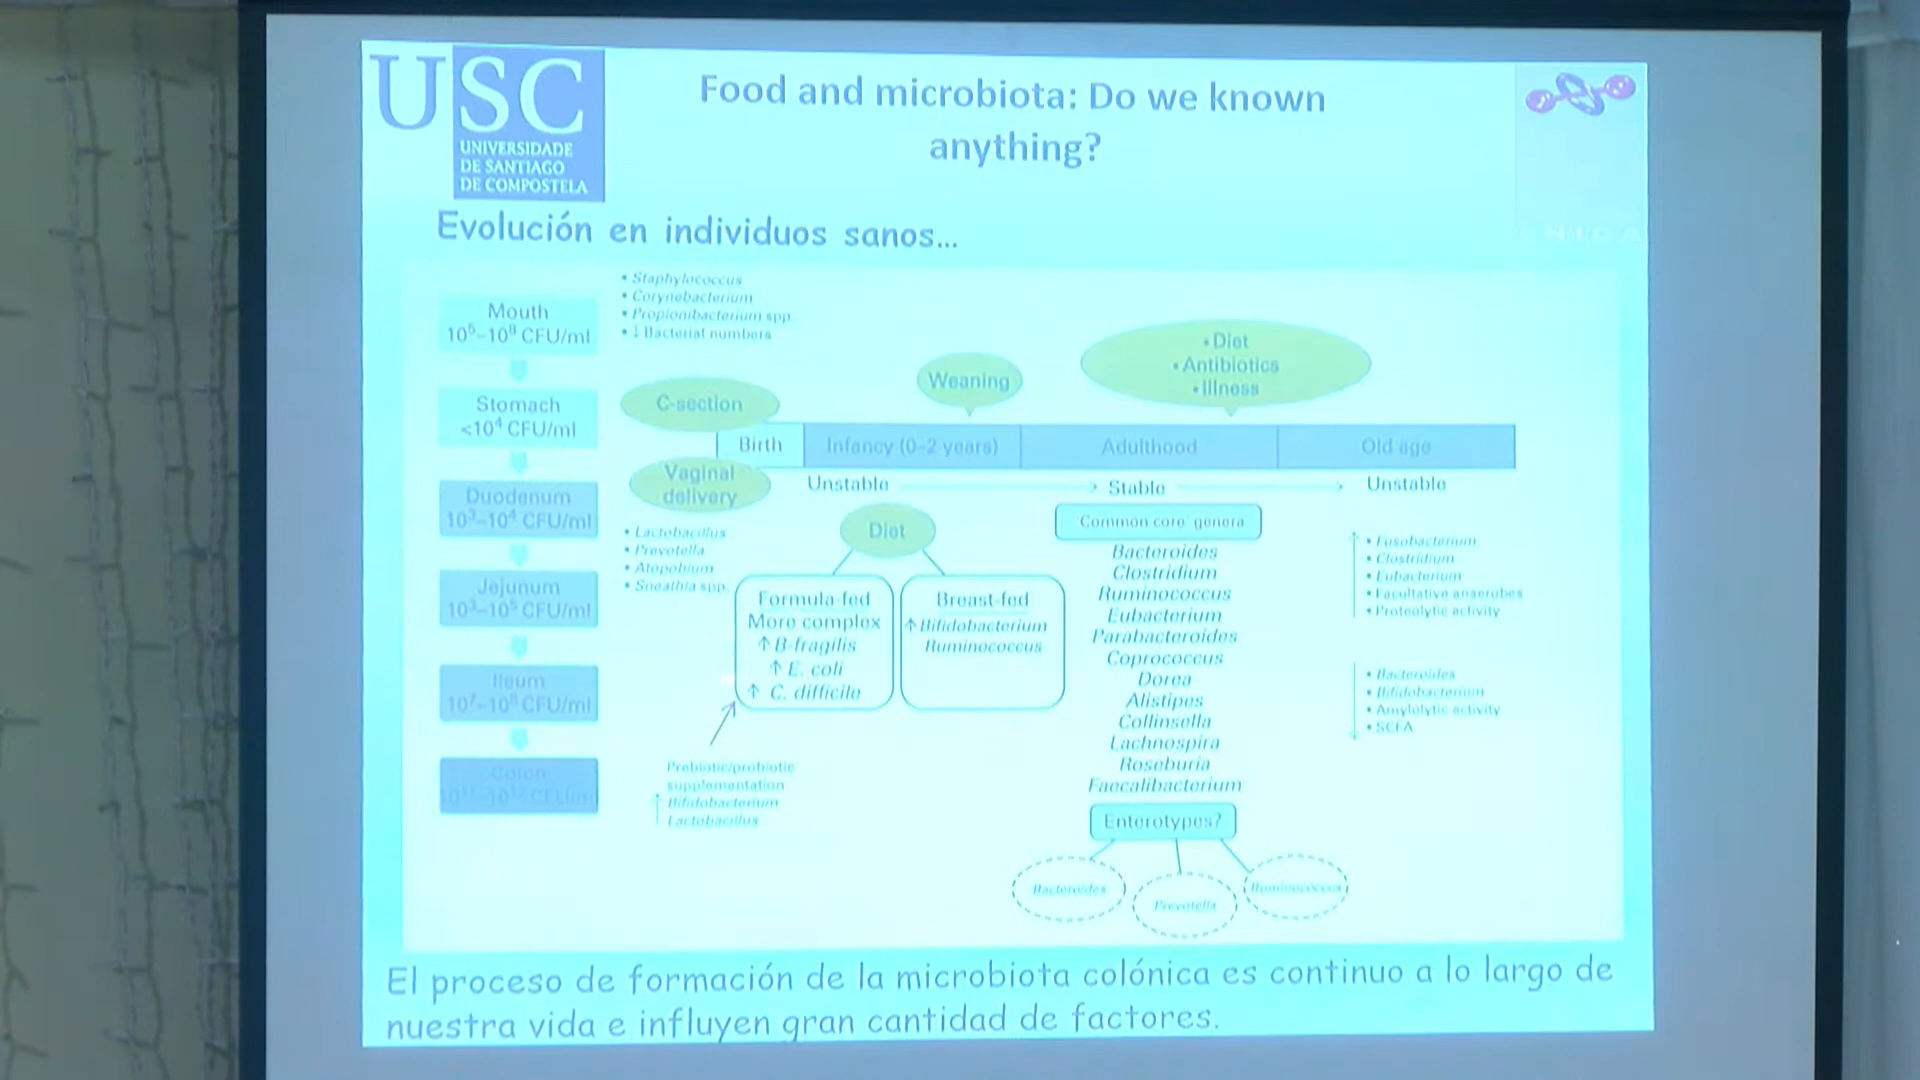 USC
UNIVERSIDADE
DE SANTIAGO
DE COMPOSTELA
Food and microbiota: Do we known
anything?
Evolución en individuos sanos...
Mouth
10⁵–10⁸ CFU/ml
Stomach
<10⁴ CFU/ml
Duodenum
10³–10⁴ CFU/ml
Jejunum
10³–10⁵ CFU/ml
Ileum
10⁷–10⁸ CFU/ml
Colon
CFU/ml
• Staphylococcus
• Corynebacterium
• Propionibacterium spp.
• ↓ Bacterial numbers
C-section
Weaning
• Diet
• Antibiotics
• Illness
Birth
Infancy (0–2 years)
Adulthood
Old age
Vaginal
delivery
Unstable
Stable
Unstable
• Lactobacillus
• Prevotella
• Atopobium
• Sneathia spp.
Diet
Formula-fed
More complex
↑ B-fragilis
↑ E. coli
↑ C. difficile
Breast-fed
↑ Bifidobacterium
Ruminococcus
Prebiotic/probiotic
supplementation
↑ Bifidobacterium
Lactobacillus
Common core genera
Bacteroides
Clostridium
Ruminococcus
Eubacterium
Parabacteroides
Coprococcus
Dorea
Alistipes
Collinsella
Lachnospira
Roseburia
Faecalibacterium
Enterotypes?
Bacteroides
Prevotella
Ruminococcus
↑ • Fusobacterium
• Clostridium
• Eubacterium
• Facultative anaerobes
• Proteolytic activity
↓ • Bacteroides
• Bifidobacterium
• Amylolytic activity
• SCFA
El proceso de formación de la microbiota colónica es continuo a lo largo de
nuestra vida e influyen gran cantidad de factores.